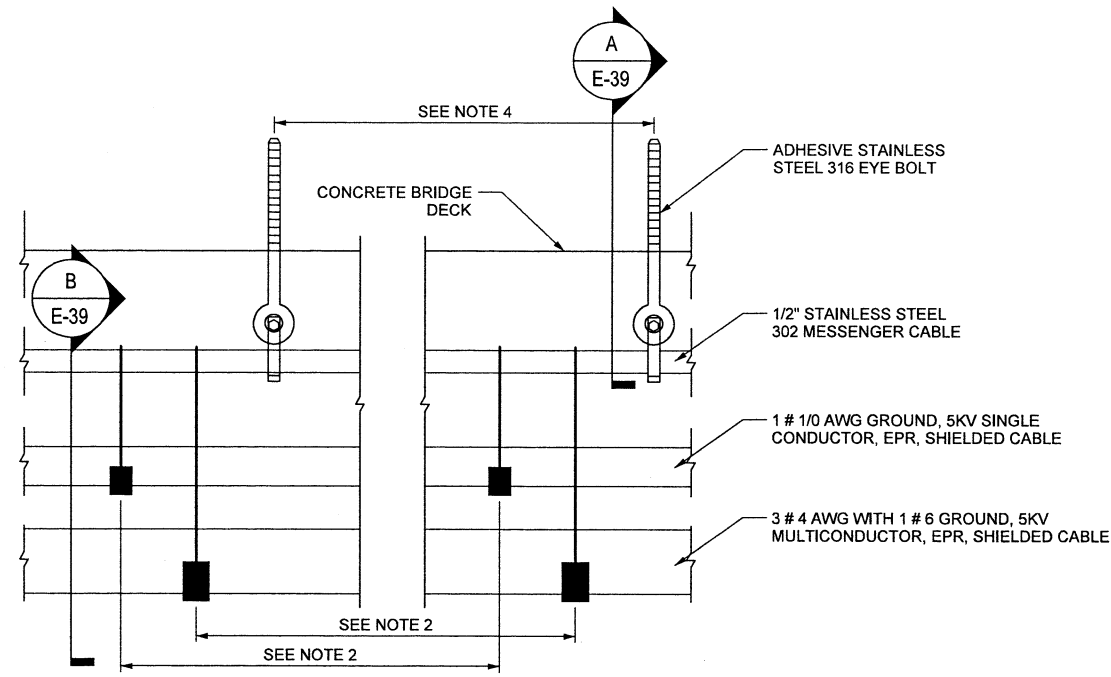 A
E-39
SEE NOTE 4
ADHESIVE STAINLESS
STEEL 316 EYE BOLT
CONCRETE BRIDGE
DECK
B
E-39
1/2" STAINLESS STEEL
302 MESSENGER CABLE
1 # 1/0 AWG GROUND, 5KV SINGLE
CONDUCTOR, EPR, SHIELDED CABLE
3 # 4 AWG WITH 1 # 6 GROUND, 5KV
MULTICONDUCTOR, EPR, SHIELDED CABLE
SEE NOTE 2
SEE NOTE 2